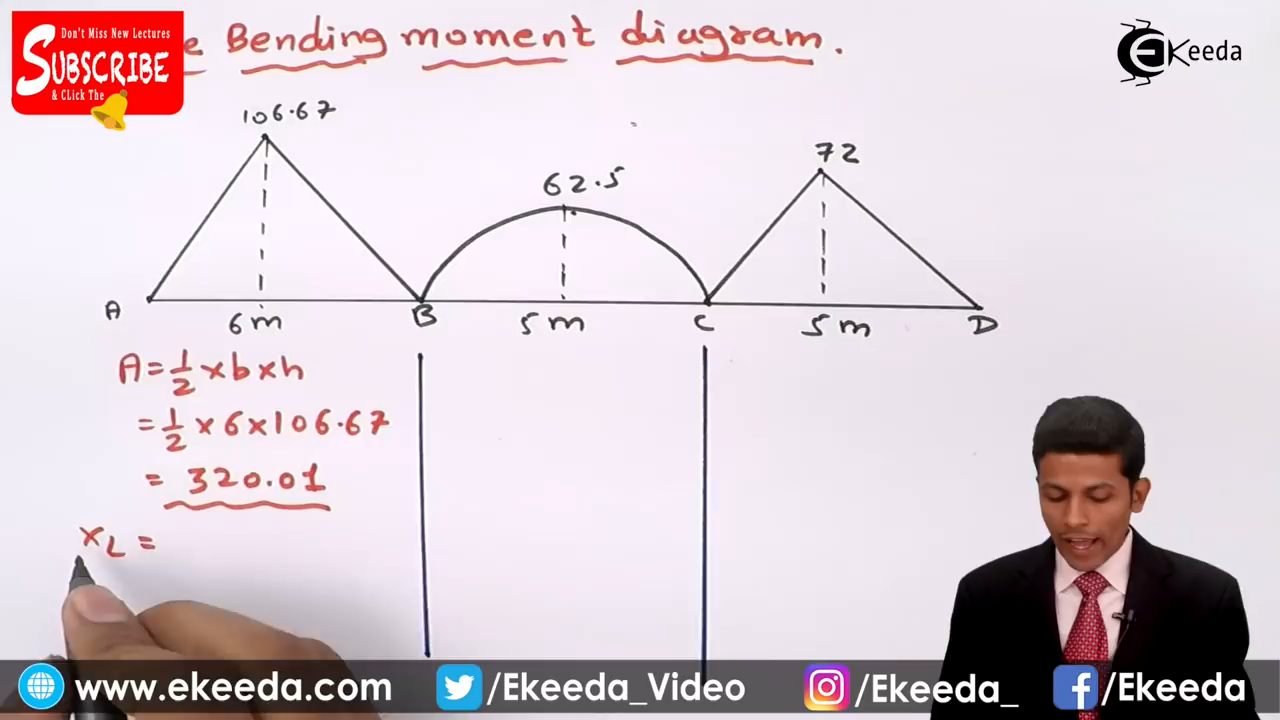 Don't Miss New Lectures
SUBSCRIBE
& CLick The
e Bending moment diagram.
EKeeda
106.67
62.5
72
A
6m
B
5m
C
5m
D
A = 1/2 × b × h
= 1/2 × 6 × 106.67
= 320.01
xL =
www.ekeeda.com
/Ekeeda_Video
/Ekeeda_
/Ekeeda